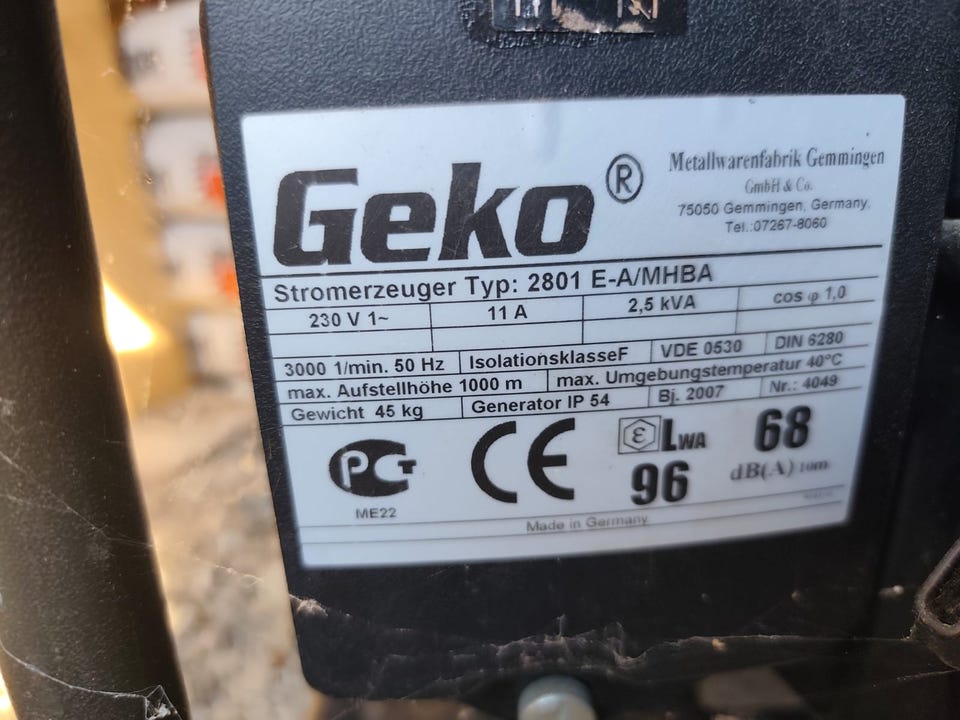 Geko®
Metallwarenfabrik Gemmingen
GmbH & Co.
75050 Gemmingen, Germany.
Tel.:07267-8060
Stromerzeuger Typ: 2801 E-A/MHBA
230 V 1~ 11 A 2,5 kVA cos φ 1,0
3000 1/min. 50 Hz IsolationsklasseF VDE 0530 DIN 6280
max. Aufstellhöhe 1000 m max. Umgebungstemperatur 40°C
Gewicht 45 kg Generator IP 54 Bj. 2007 Nr.: 4049
PCT CE ε LWA 68
ME22 96 dB(A) 10m
Made in Germany